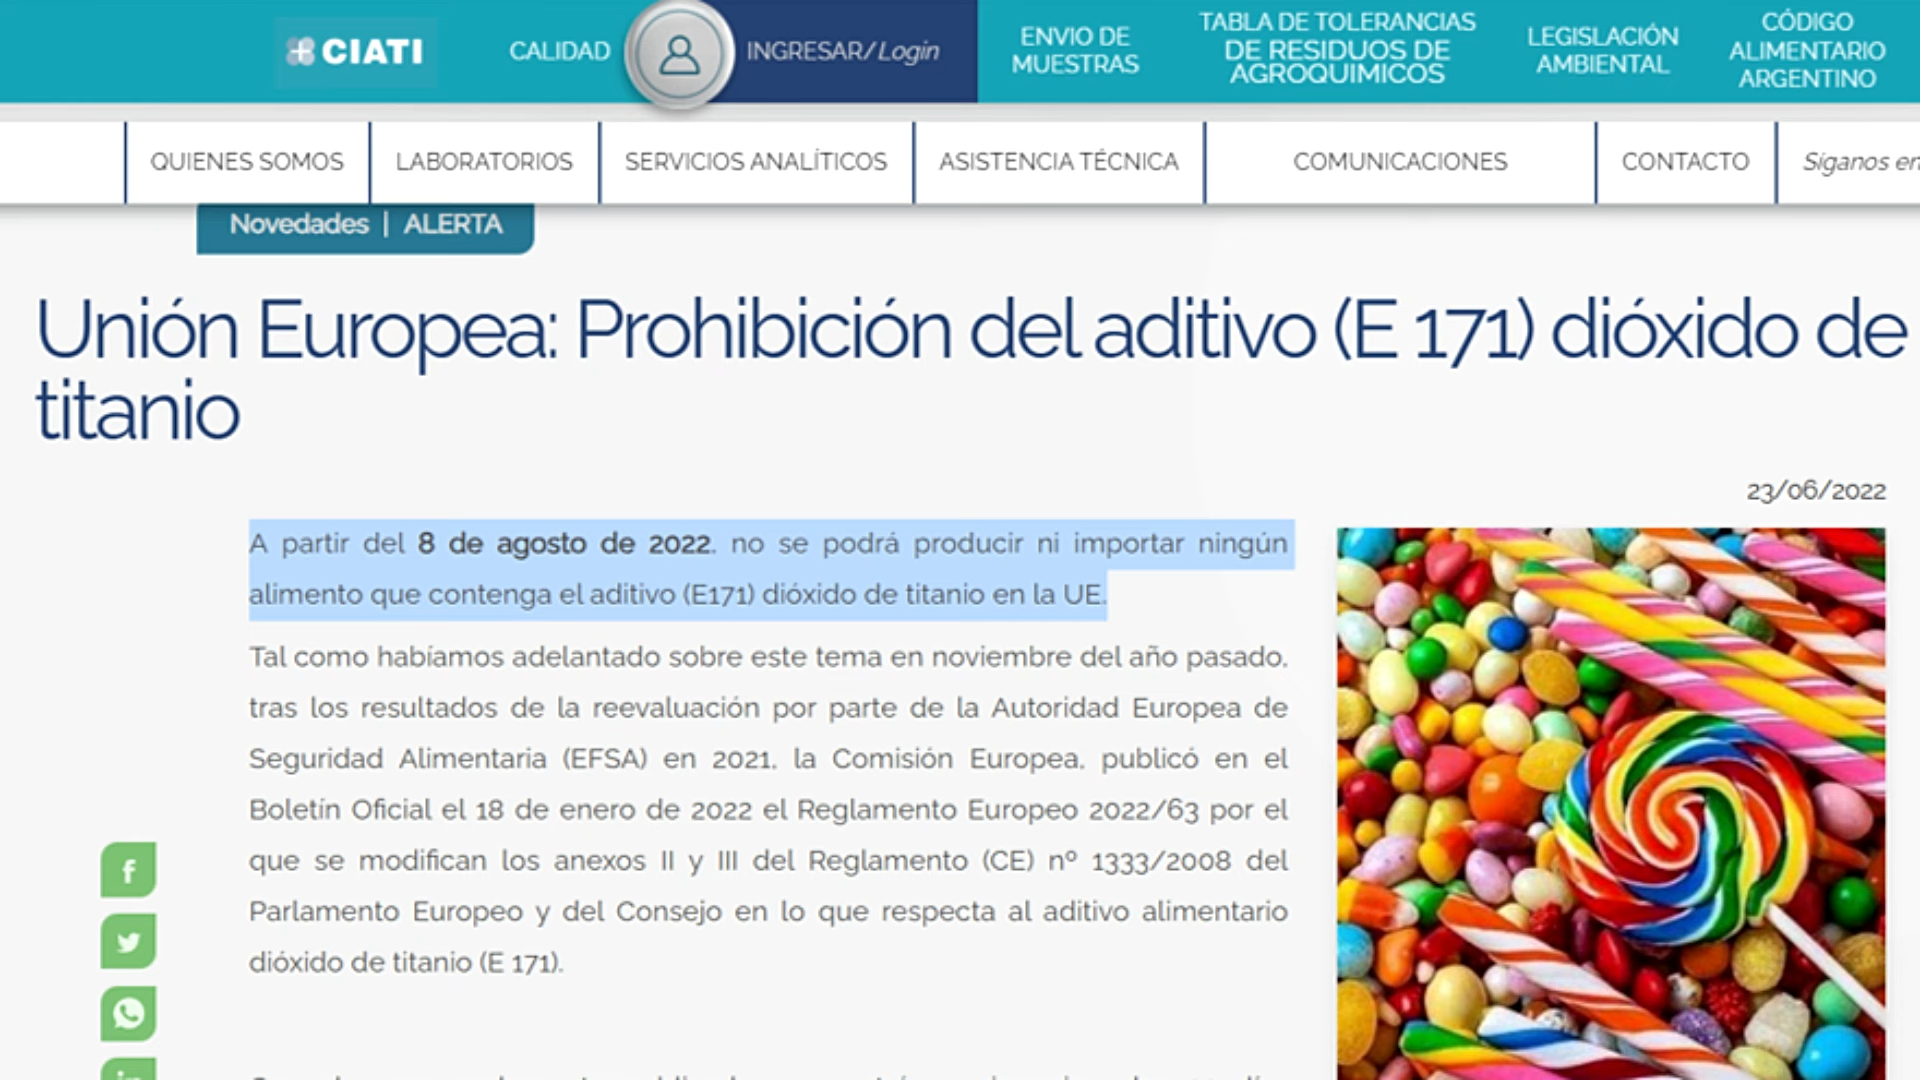 CIATI
CALIDAD
INGRESAR/Login
ENVIO DE
MUESTRAS
TABLA DE TOLERANCIAS
DE RESIDUOS DE
AGROQUIMICOS
LEGISLACIÓN
AMBIENTAL
CÓDIGO
ALIMENTARIO
ARGENTINO
QUIENES SOMOS
LABORATORIOS
SERVICIOS ANALÍTICOS
ASISTENCIA TÉCNICA
COMUNICACIONES
CONTACTO
Síganos en
Novedades | ALERTA
Unión Europea: Prohibición del aditivo (E 171) dióxido de
titanio
23/06/2022
A partir del 8 de agosto de 2022, no se podrá producir ni importar ningún
alimento que contenga el aditivo (E171) dióxido de titanio en la UE.
Tal como habíamos adelantado sobre este tema en noviembre del año pasado,
tras los resultados de la reevaluación por parte de la Autoridad Europea de
Seguridad Alimentaria (EFSA) en 2021, la Comisión Europea, publicó en el
Boletín Oficial el 18 de enero de 2022 el Reglamento Europeo 2022/63 por el
que se modifican los anexos II y III del Reglamento (CE) nº 1333/2008 del
Parlamento Europeo y del Consejo en lo que respecta al aditivo alimentario
dióxido de titanio (E 171).